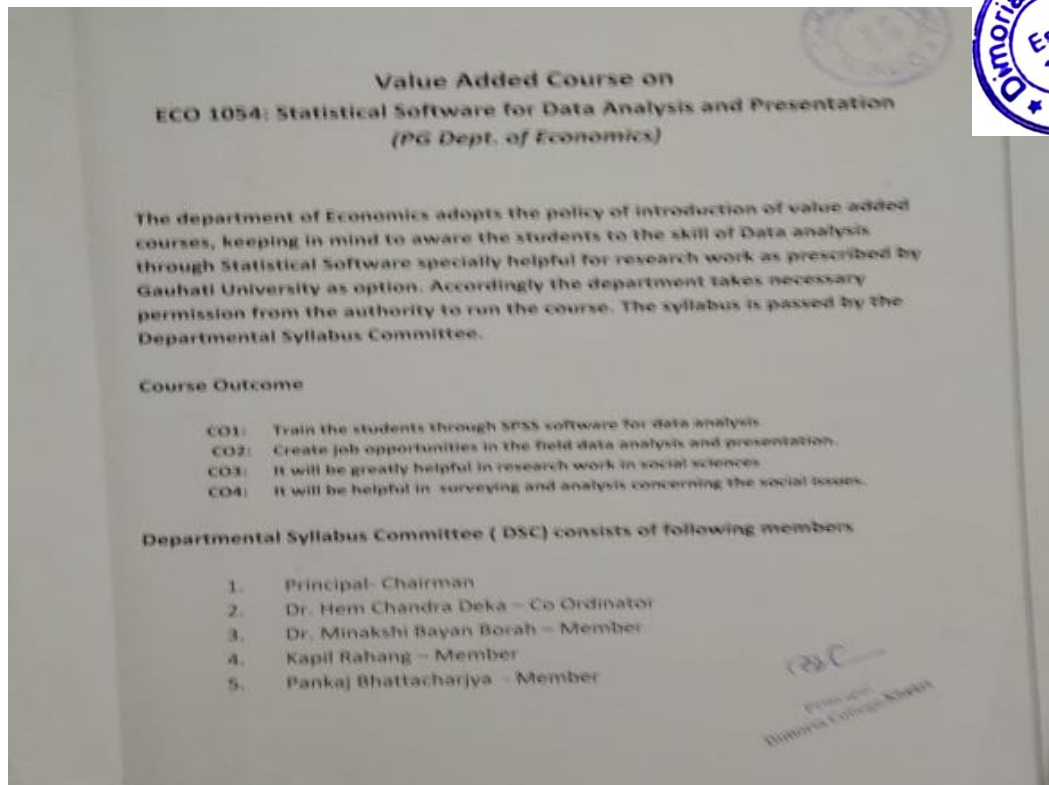 Dimoria
Value Added Course on
ECO 1054: Statistical Software for Data Analysis and Presentation
(PG Dept. of Economics)
The department of Economics adopts the policy of introduction of value added
courses, keeping in mind to aware the students to the skill of Data analysis
through Statistical Software specially helpful for research work as prescribed by
Gauhati University as option. Accordingly the department takes necessary
permission from the authority to run the course. The syllabus is passed by the
Departmental Syllabus Committee.
Course Outcome
CO1: Train the students through SPSS software for data analysis
CO2: Create job opportunities in the field data analysis and presentation.
CO3: It will be greatly helpful in research work in social sciences
CO4: It will be helpful in surveying and analysis concerning the social issues.
Departmental Syllabus Committee ( DSC) consists of following members
1. Principal- Chairman
2. Dr. Hem Chandra Deka – Co Ordinator
3. Dr. Minakshi Bayan Borah – Member
4. Kapil Rahang – Member
5. Pankaj Bhattacharjya – Member
Principal
Dimoria College, Khetri